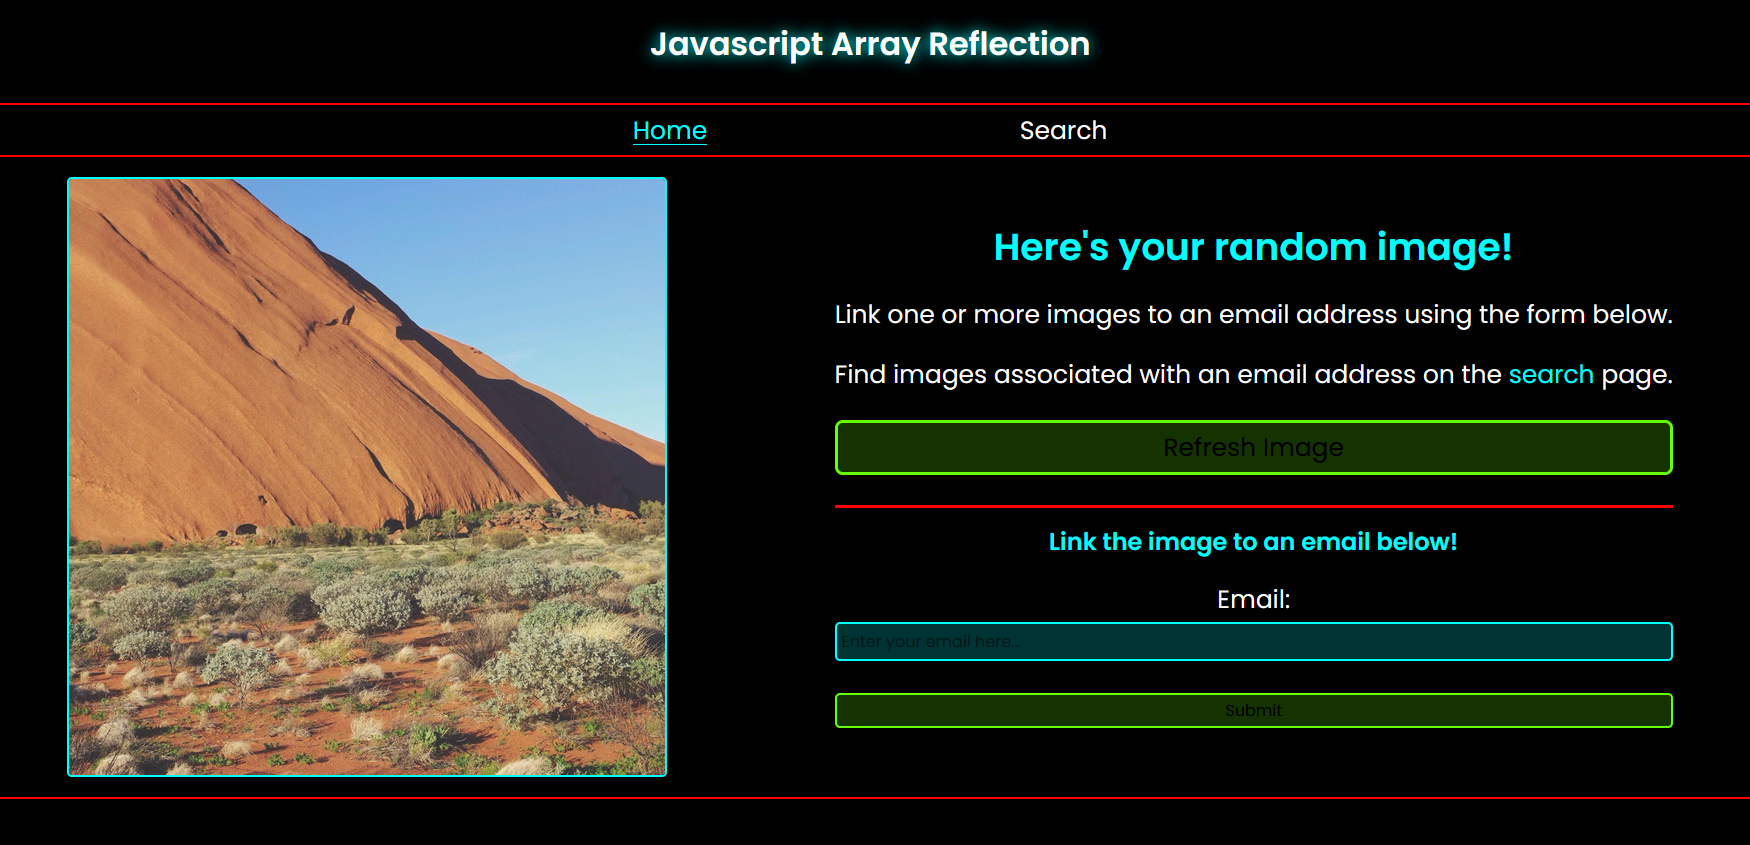 Javascript Array Reflection
Home
Search
Here's your random image!
Link one or more images to an email address using the form below.
Find images associated with an email address on the search page.
Refresh Image
Link the image to an email below!
Email:
Enter your email here...
Submit